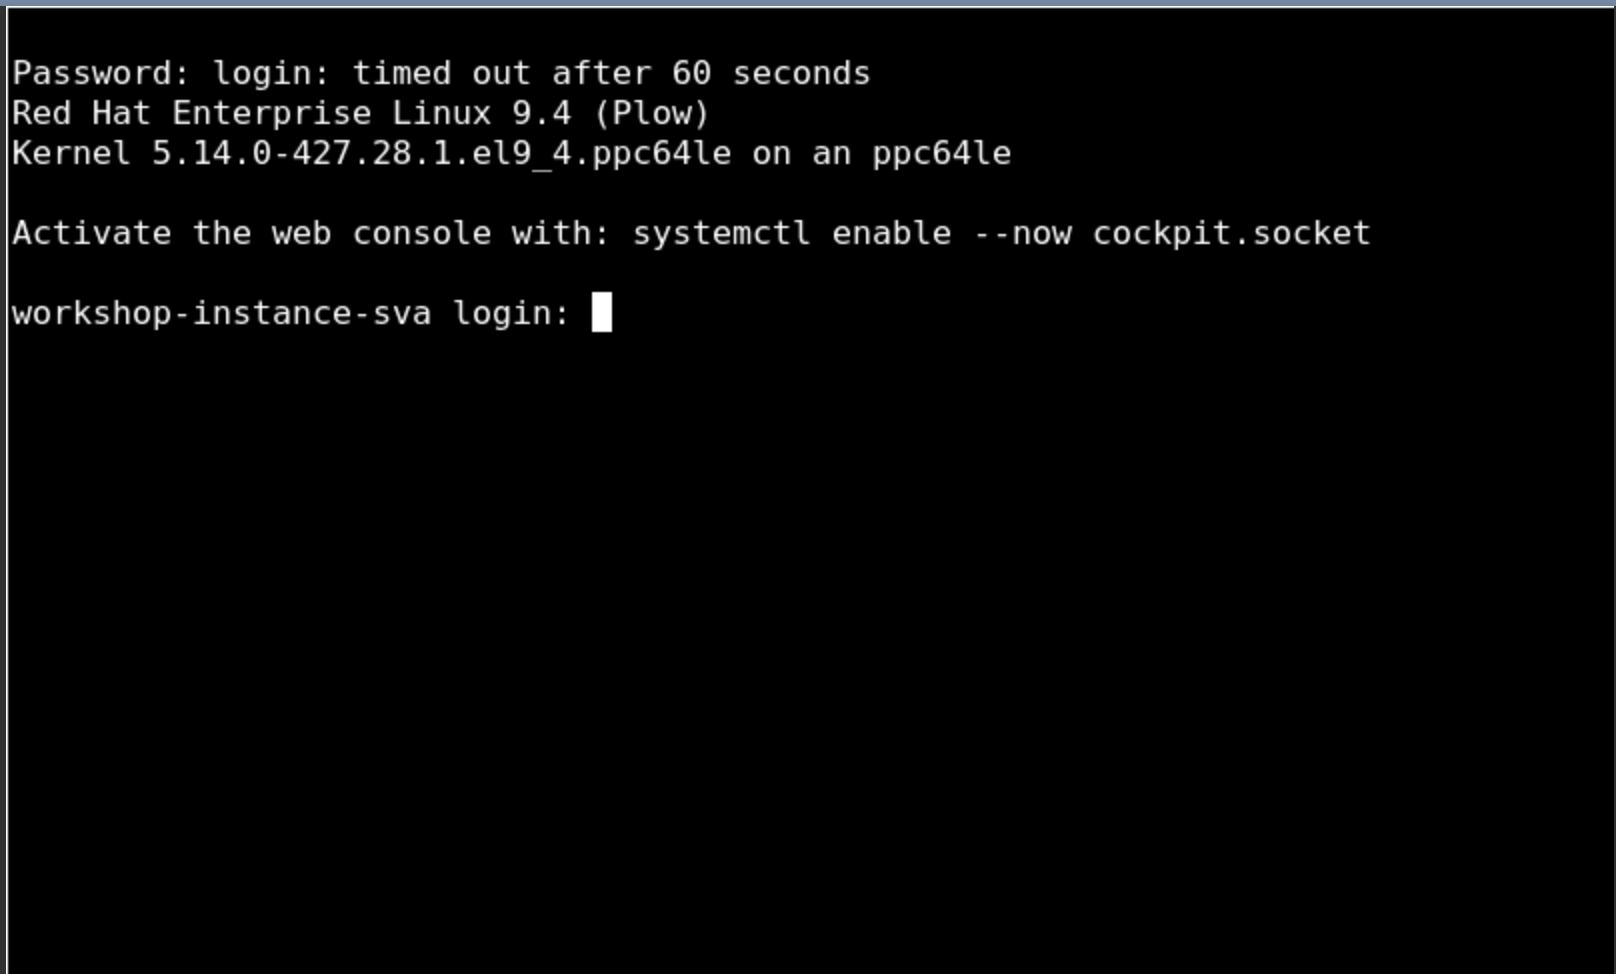 Password: login: timed out after 60 seconds
Red Hat Enterprise Linux 9.4 (Plow)
Kernel 5.14.0-427.28.1.el9_4.ppc64le on an ppc64le
Activate the web console with: systemctl enable --now cockpit.socket
workshop-instance-sva login: